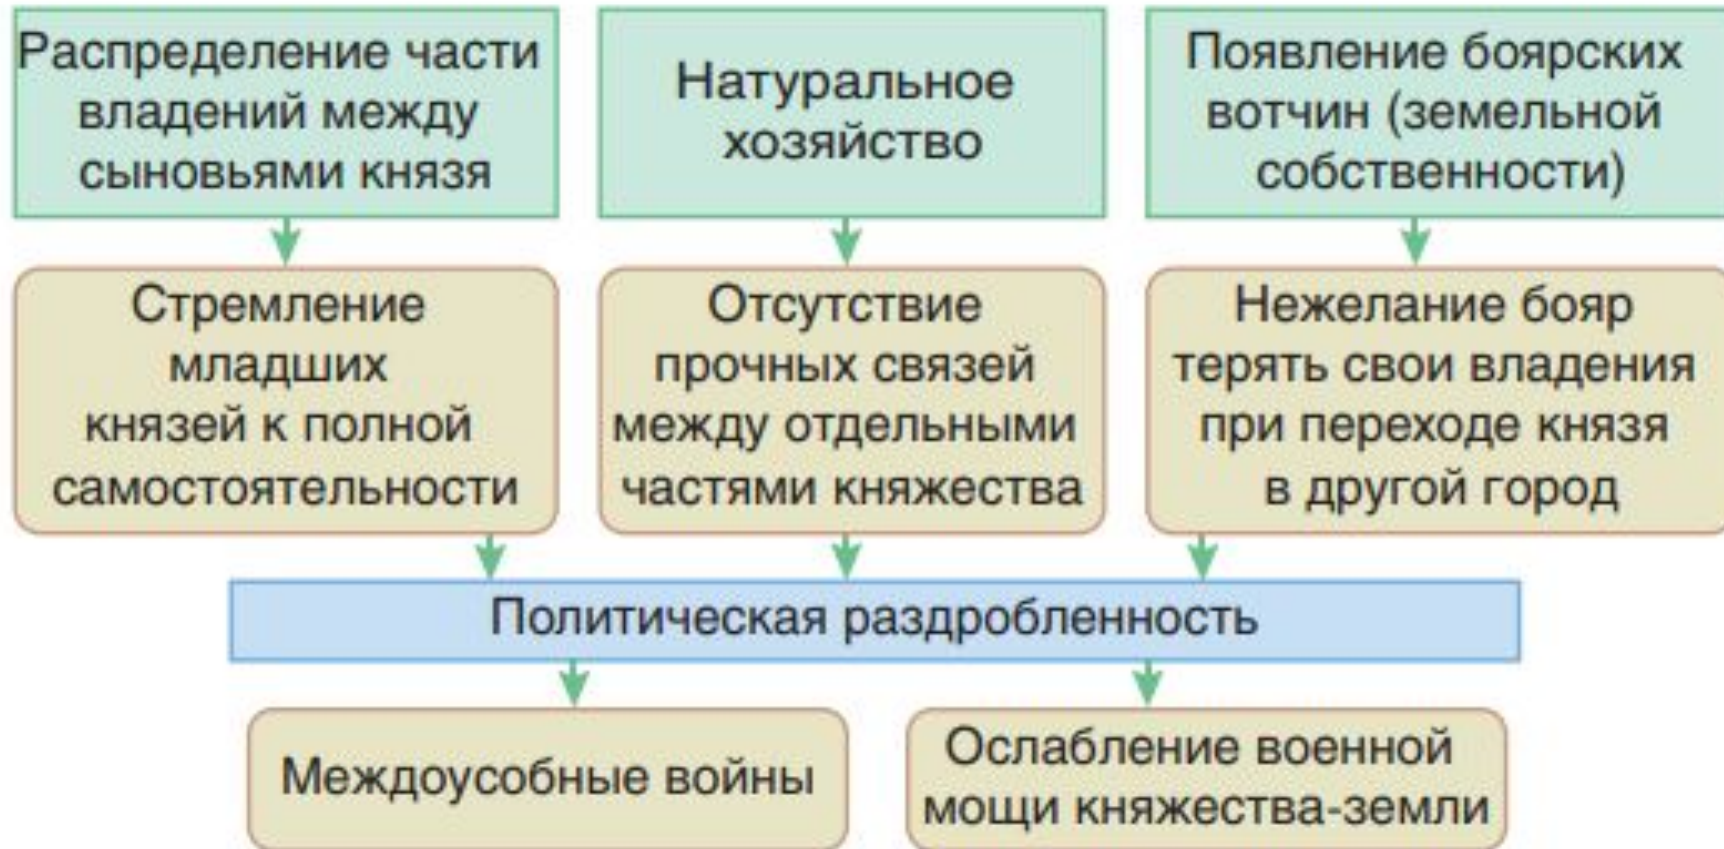 Распределение части
владений между
сыновьями князя
Натуральное
хозяйство
Появление боярских
вотчин (земельной
собственности)
Стремление
младших
князей к полной
самостоятельности
Отсутствие
прочных связей
между отдельными
частями княжества
Нежелание бояр
терять свои владения
при переходе князя
в другой город
Политическая раздробленность
Междоусобные войны
Ослабление военной
мощи княжества-земли